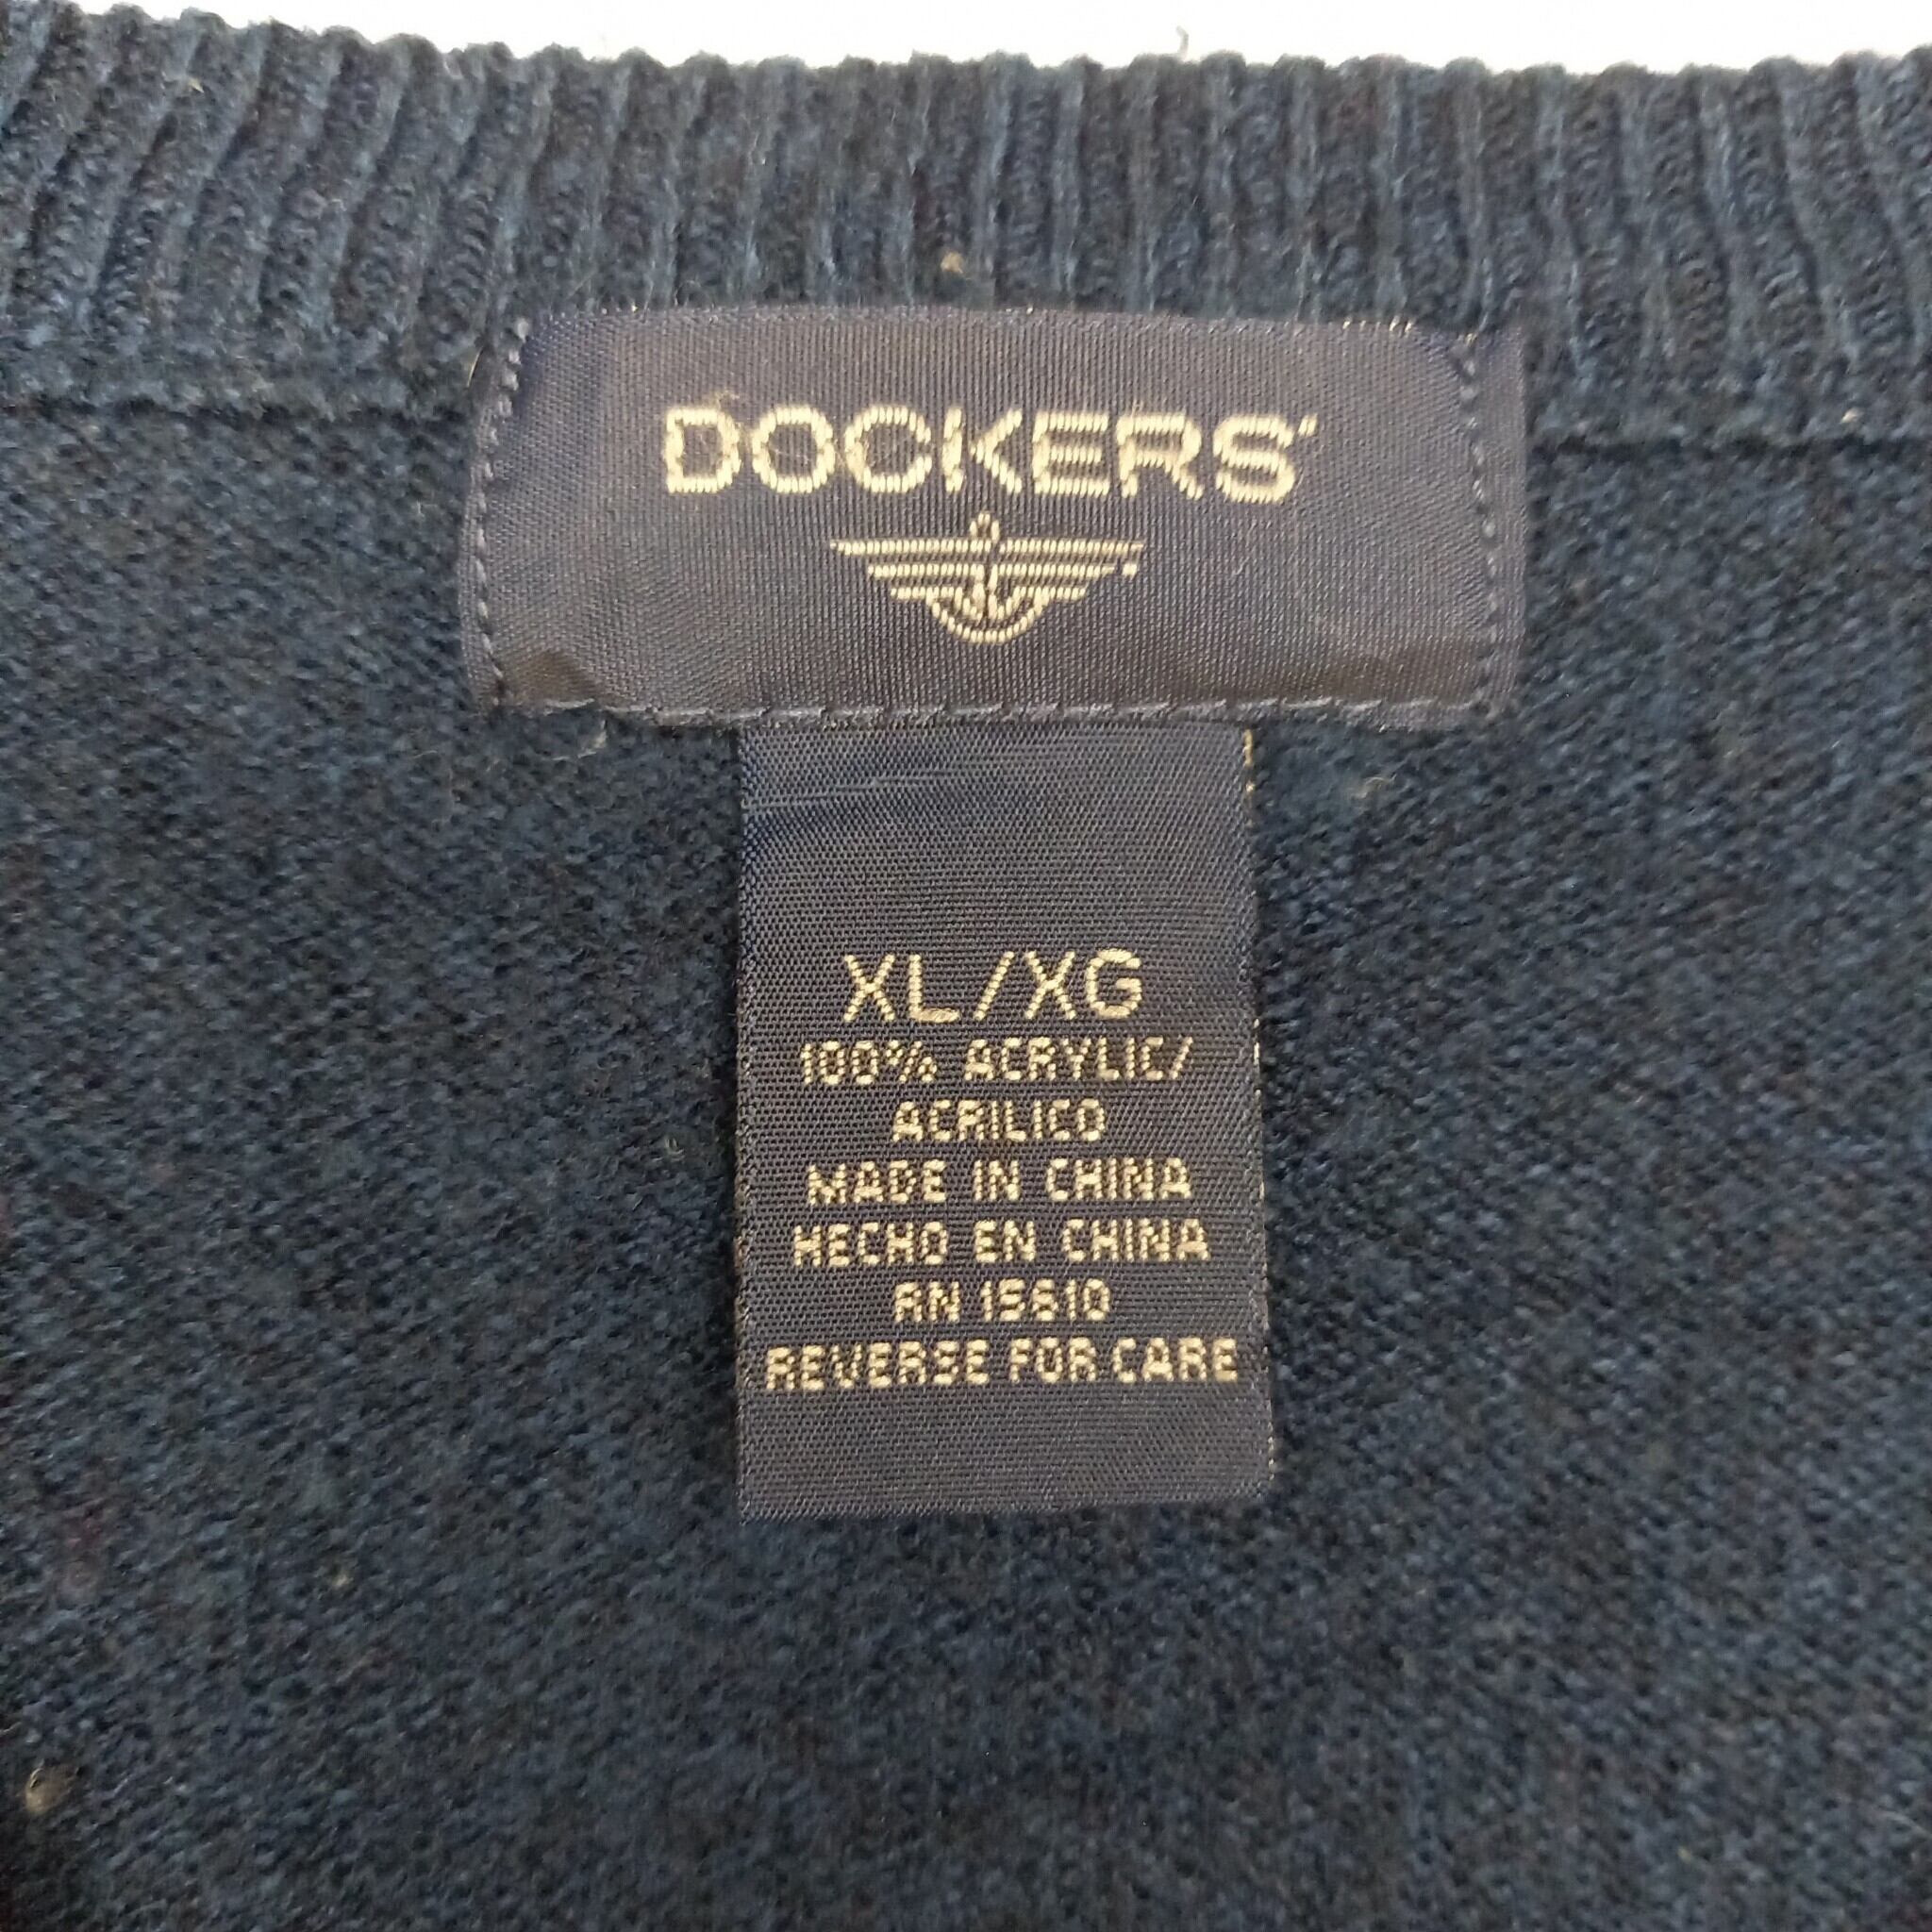 DOCKERS
XL/XG
100% ACRYLIC/
ACRILICO
MADE IN CHINA
HECHO EN CHINA
RN 15610
REVERSE FOR CARE